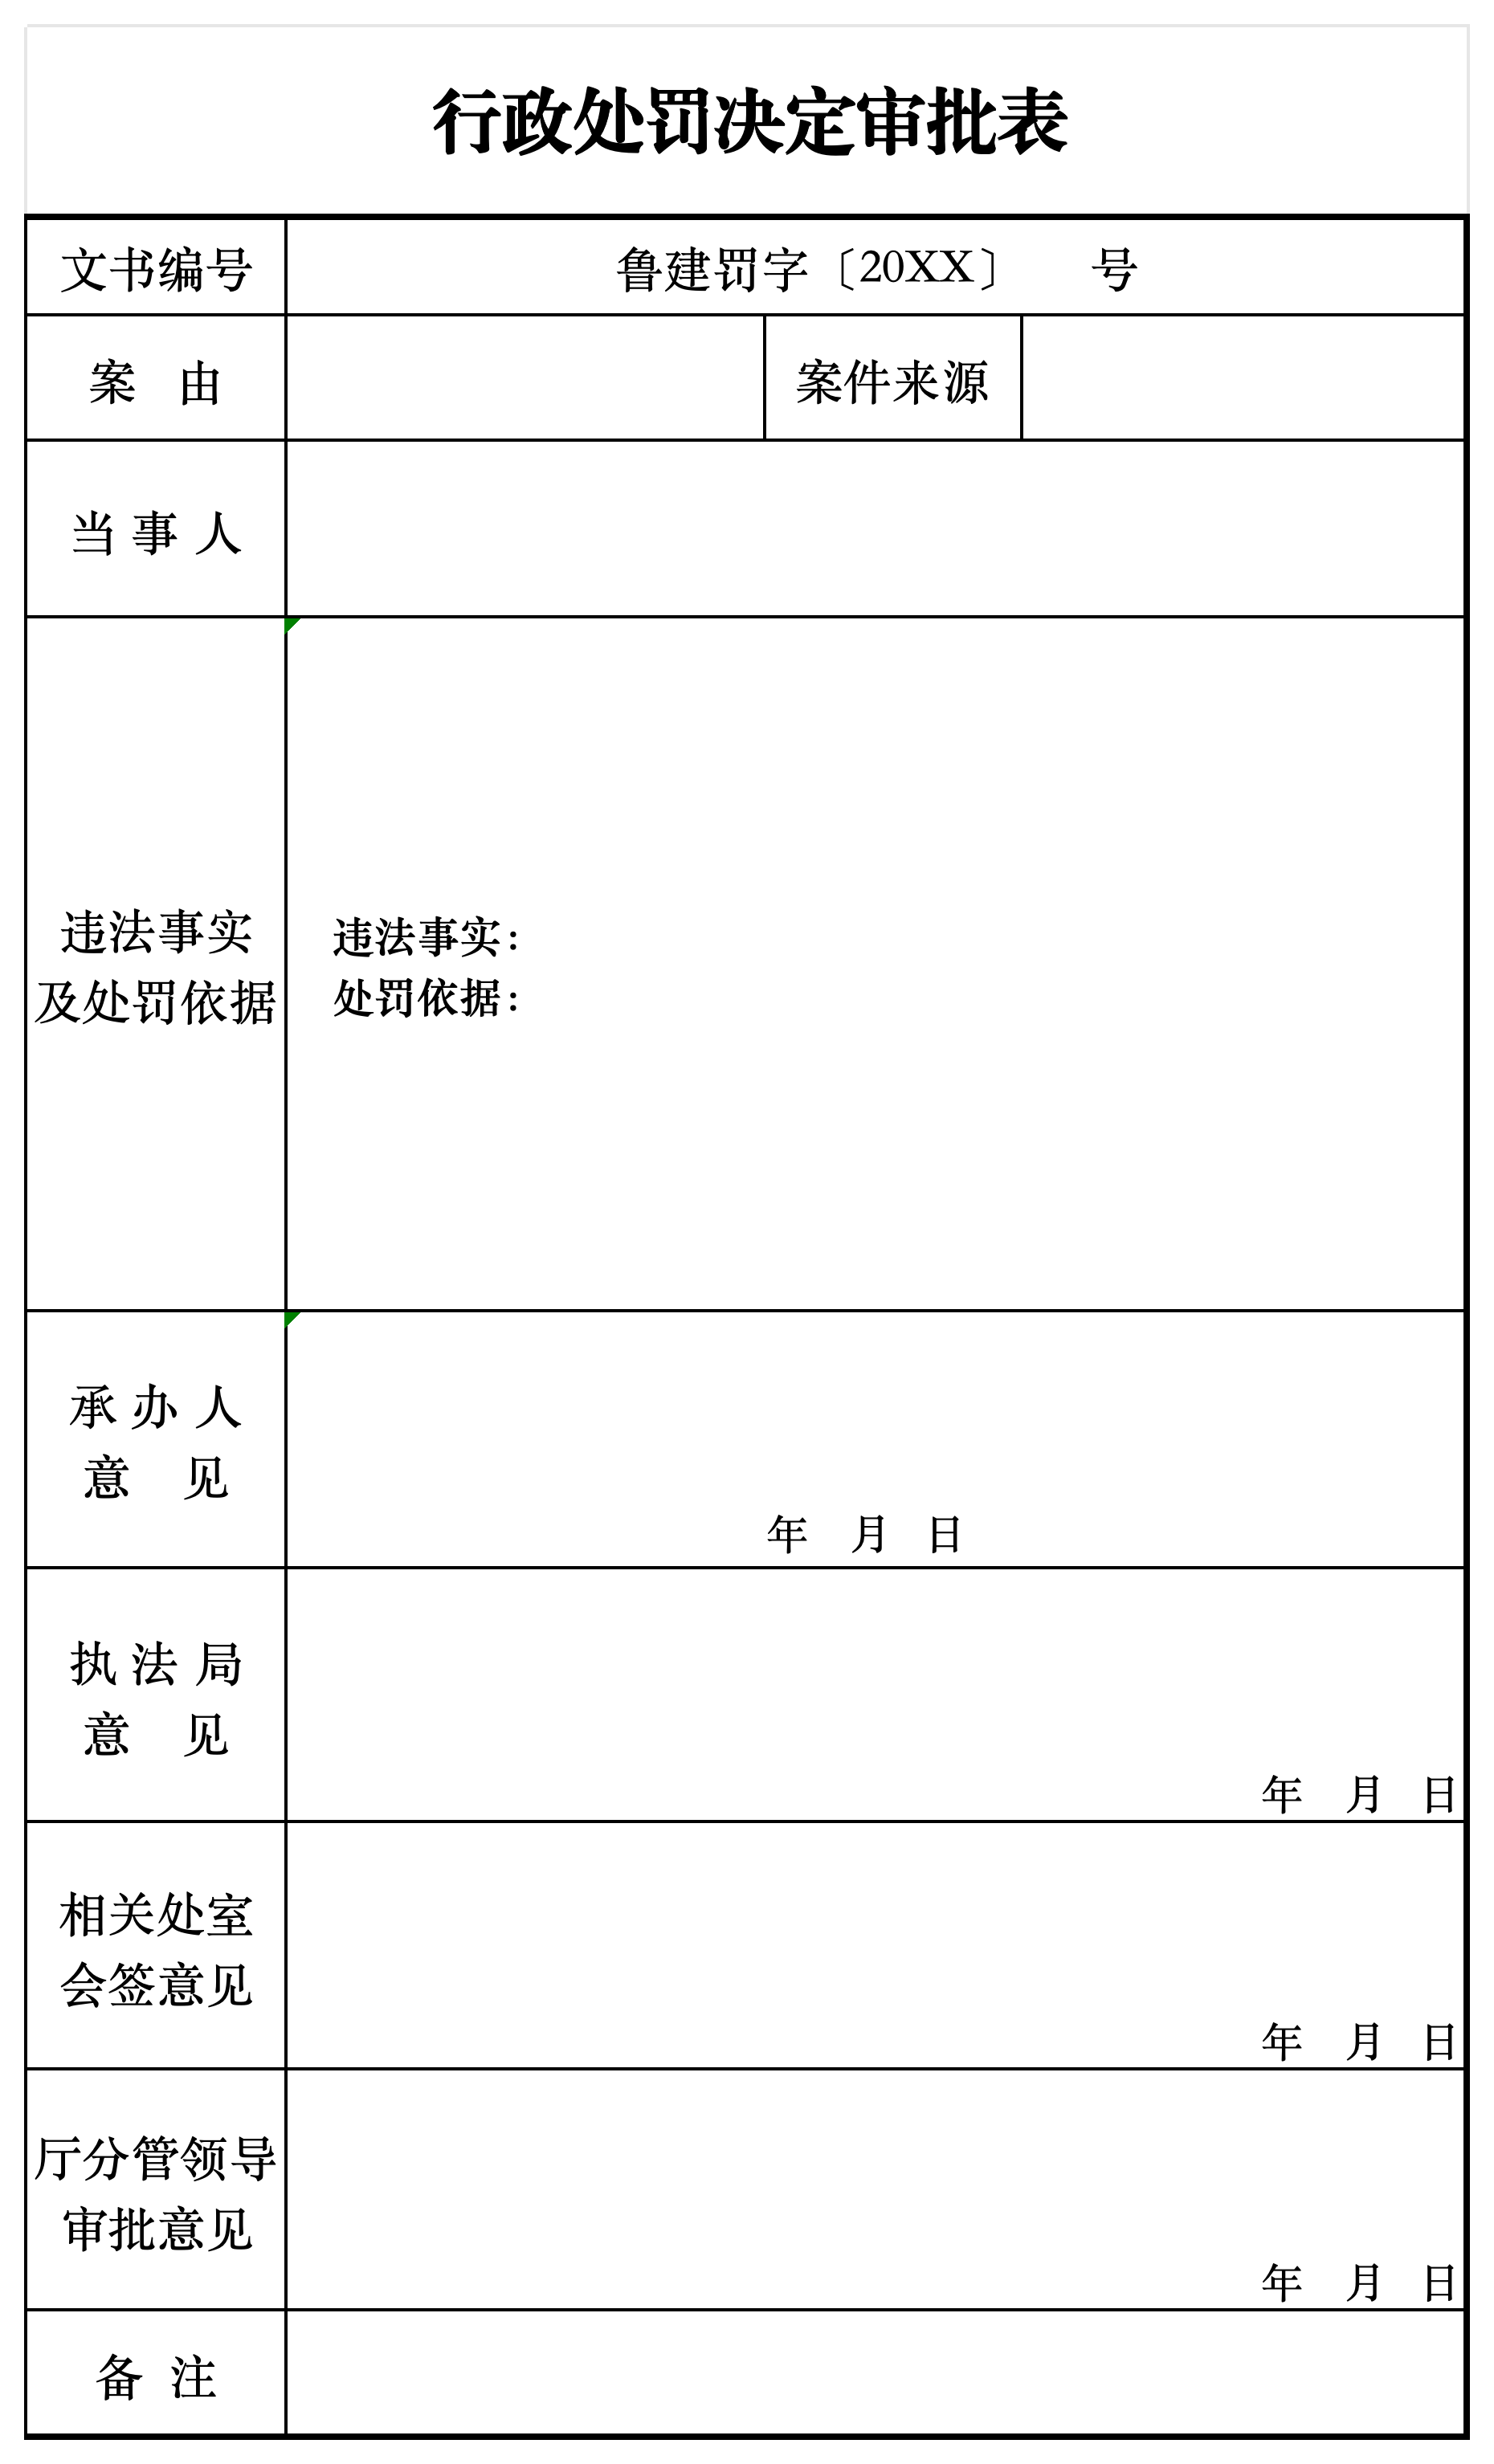 行政处罚决定审批表
文书编号 鲁建罚字〔20XX〕 号
案 由 案件来源
当 事 人
违法事实
及处罚依据
违法事实：
处罚依据：
承 办 人
意 见
年 月 日
执 法 局
意 见
年 月 日
相关处室
会签意见
年 月 日
厅分管领导
审批意见
年 月 日
备 注